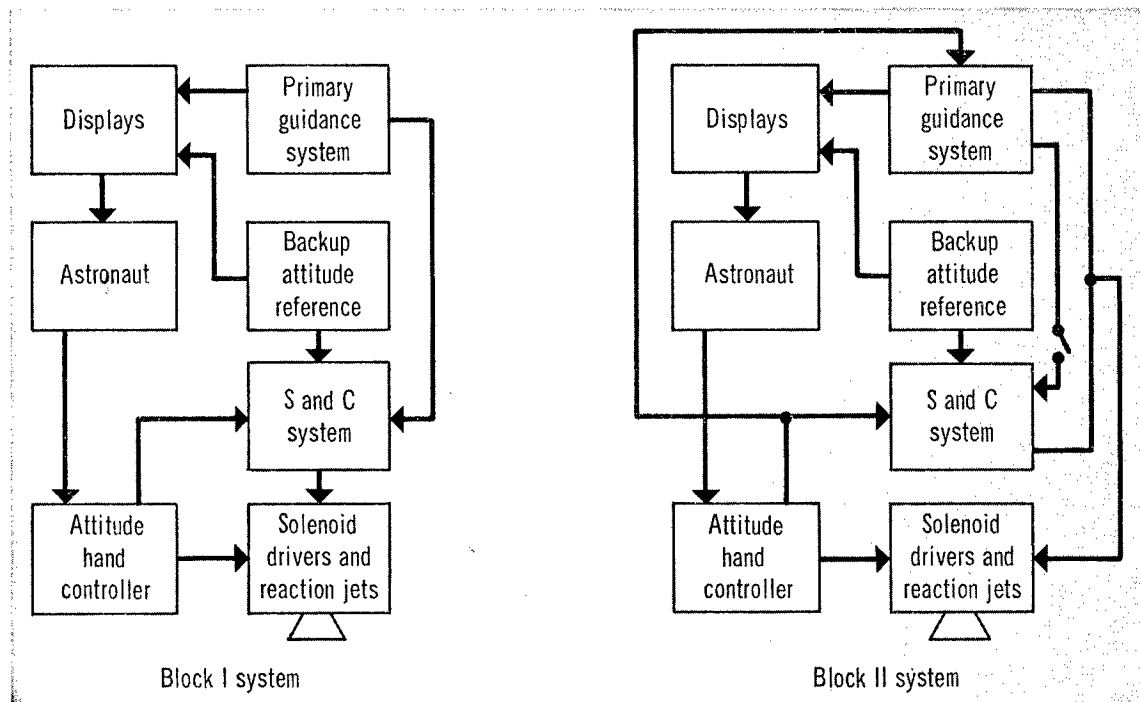 Displays
Primary
guidance
system
Astronaut
Backup
attitude
reference
S and C
system
Attitude
hand
controller
Solenoid
drivers and
reaction jets
Block I system
Displays
Primary
guidance
system
Astronaut
Backup
attitude
reference
S and C
system
Attitude
hand
controller
Solenoid
drivers and
reaction jets
Block II system